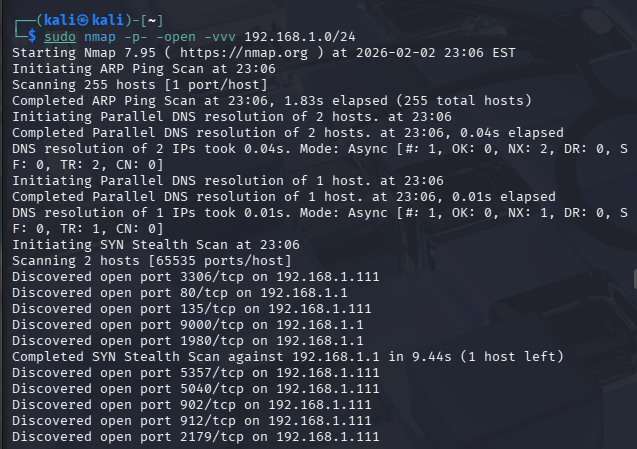 ┌──(kali㉿kali)-[~]
└─$ sudo nmap -p- -open -vvv 192.168.1.0/24
Starting Nmap 7.95 ( https://nmap.org ) at 2026-02-02 23:06 EST
Initiating ARP Ping Scan at 23:06
Scanning 255 hosts [1 port/host]
Completed ARP Ping Scan at 23:06, 1.83s elapsed (255 total hosts)
Initiating Parallel DNS resolution of 2 hosts. at 23:06
Completed Parallel DNS resolution of 2 hosts. at 23:06, 0.04s elapsed
DNS resolution of 2 IPs took 0.04s. Mode: Async [#: 1, OK: 0, NX: 2, DR: 0, S
F: 0, TR: 2, CN: 0]
Initiating Parallel DNS resolution of 1 host. at 23:06
Completed Parallel DNS resolution of 1 host. at 23:06, 0.01s elapsed
DNS resolution of 1 IPs took 0.01s. Mode: Async [#: 1, OK: 0, NX: 1, DR: 0, S
F: 0, TR: 1, CN: 0]
Initiating SYN Stealth Scan at 23:06
Scanning 2 hosts [65535 ports/host]
Discovered open port 3306/tcp on 192.168.1.111
Discovered open port 80/tcp on 192.168.1.1
Discovered open port 135/tcp on 192.168.1.111
Discovered open port 9000/tcp on 192.168.1.1
Discovered open port 1980/tcp on 192.168.1.1
Completed SYN Stealth Scan against 192.168.1.1 in 9.44s (1 host left)
Discovered open port 5357/tcp on 192.168.1.111
Discovered open port 5040/tcp on 192.168.1.111
Discovered open port 902/tcp on 192.168.1.111
Discovered open port 912/tcp on 192.168.1.111
Discovered open port 2179/tcp on 192.168.1.111